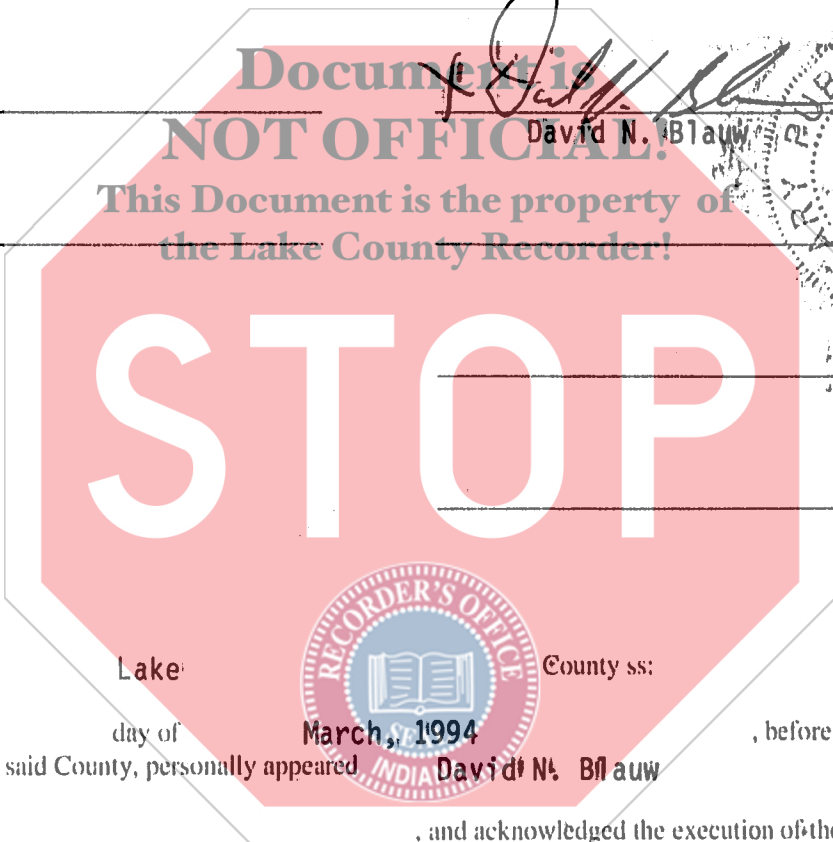 Document is
NOT OFFICIAL!
David N. Blauw
This Document is the property of
the Lake County Recorder!
STOP
RECORDER'S OFFICE
SEAL
INDIANA
Lake County ss:
day of March, 1994 , before
said County, personally appeared David N. Blauw
, and acknowledged the execution of the